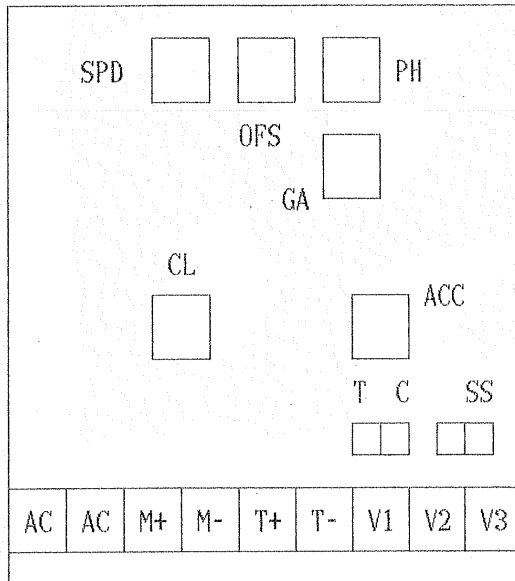 SPD PH
OFS
GA
CL
ACC
T C SS
AC AC M+ M- T+ T- V1 V2 V3